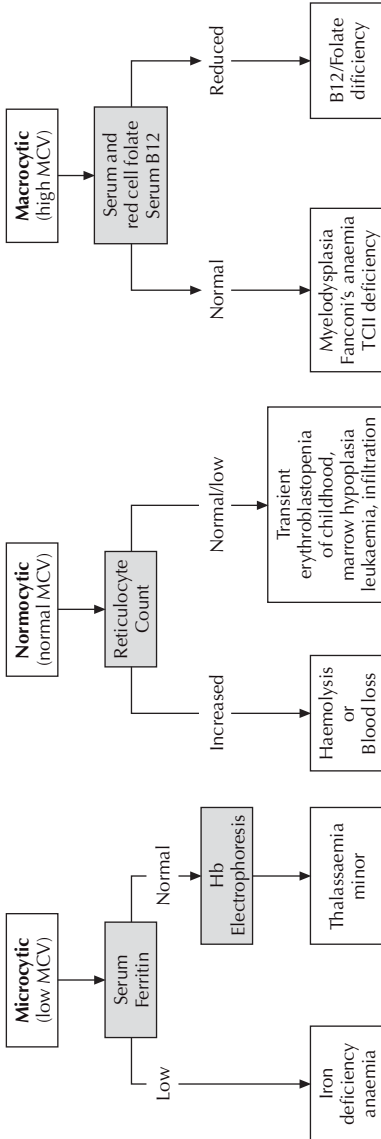 Microcytic
(low MCV)
Serum
Ferritin
Low
Normal
Iron
deficiency
anaemia
Hb
Electrophoresis
Thalassaemia
minor
Normocytic
(normal MCV)
Reticulocyte
Count
Increased
Normal/low
Haemolysis
or
Blood loss
Transient
erythroblastopenia
of childhood,
marrow hypoplasia
leukaemia, infiltration
Macrocytic
(high MCV)
Serum and
red cell folate
Serum B12
Normal
Reduced
Myelodysplasia
Fanconi's anaemia
TCII deficiency
B12/Folate
dificiency